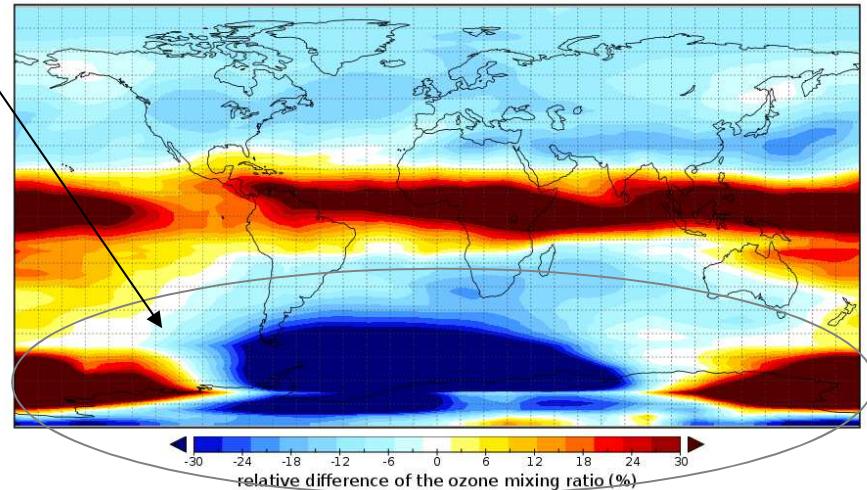 -30 -24 -18 -12 -6 0 6 12 18 24 30
relative difference of the ozone mixing ratio (%)